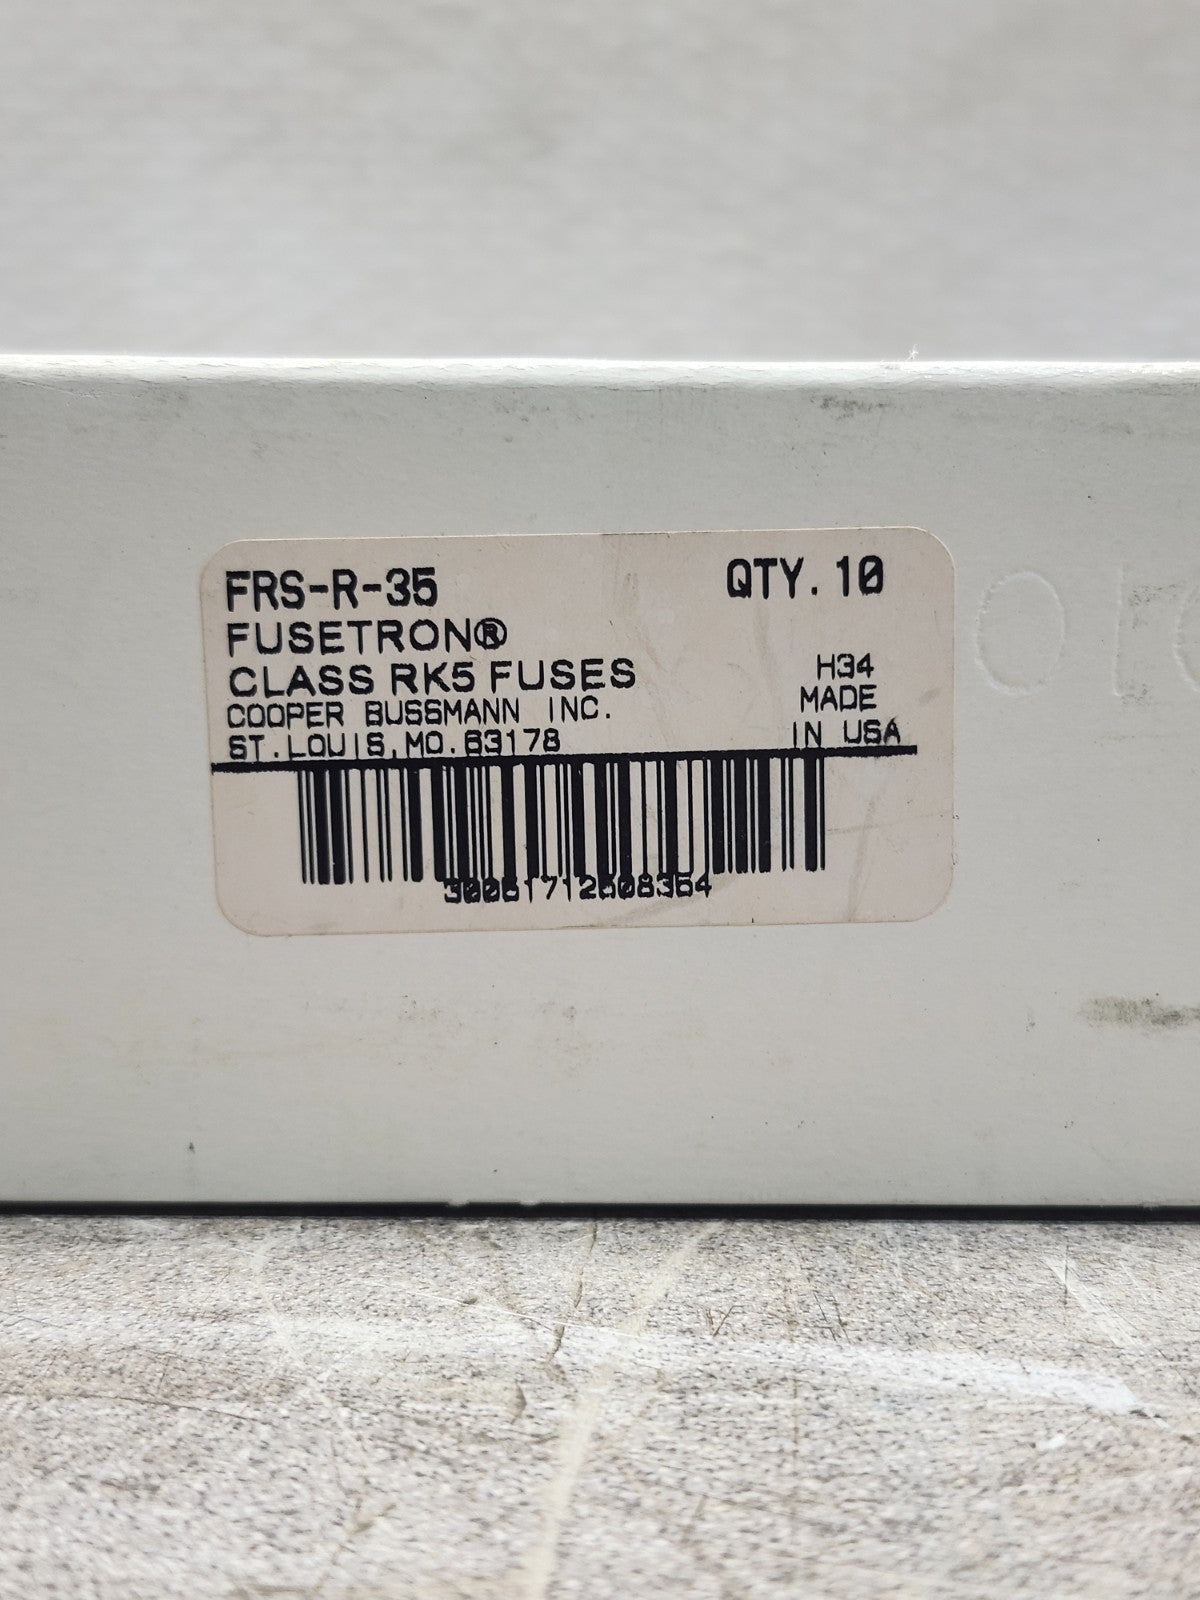 FRS-R-35
QTY. 10
FUSETRON®
CLASS RK5 FUSES
COOPER BUSSMANN INC.
ST. LOUIS, MO. 63178
H34
MADE
IN USA